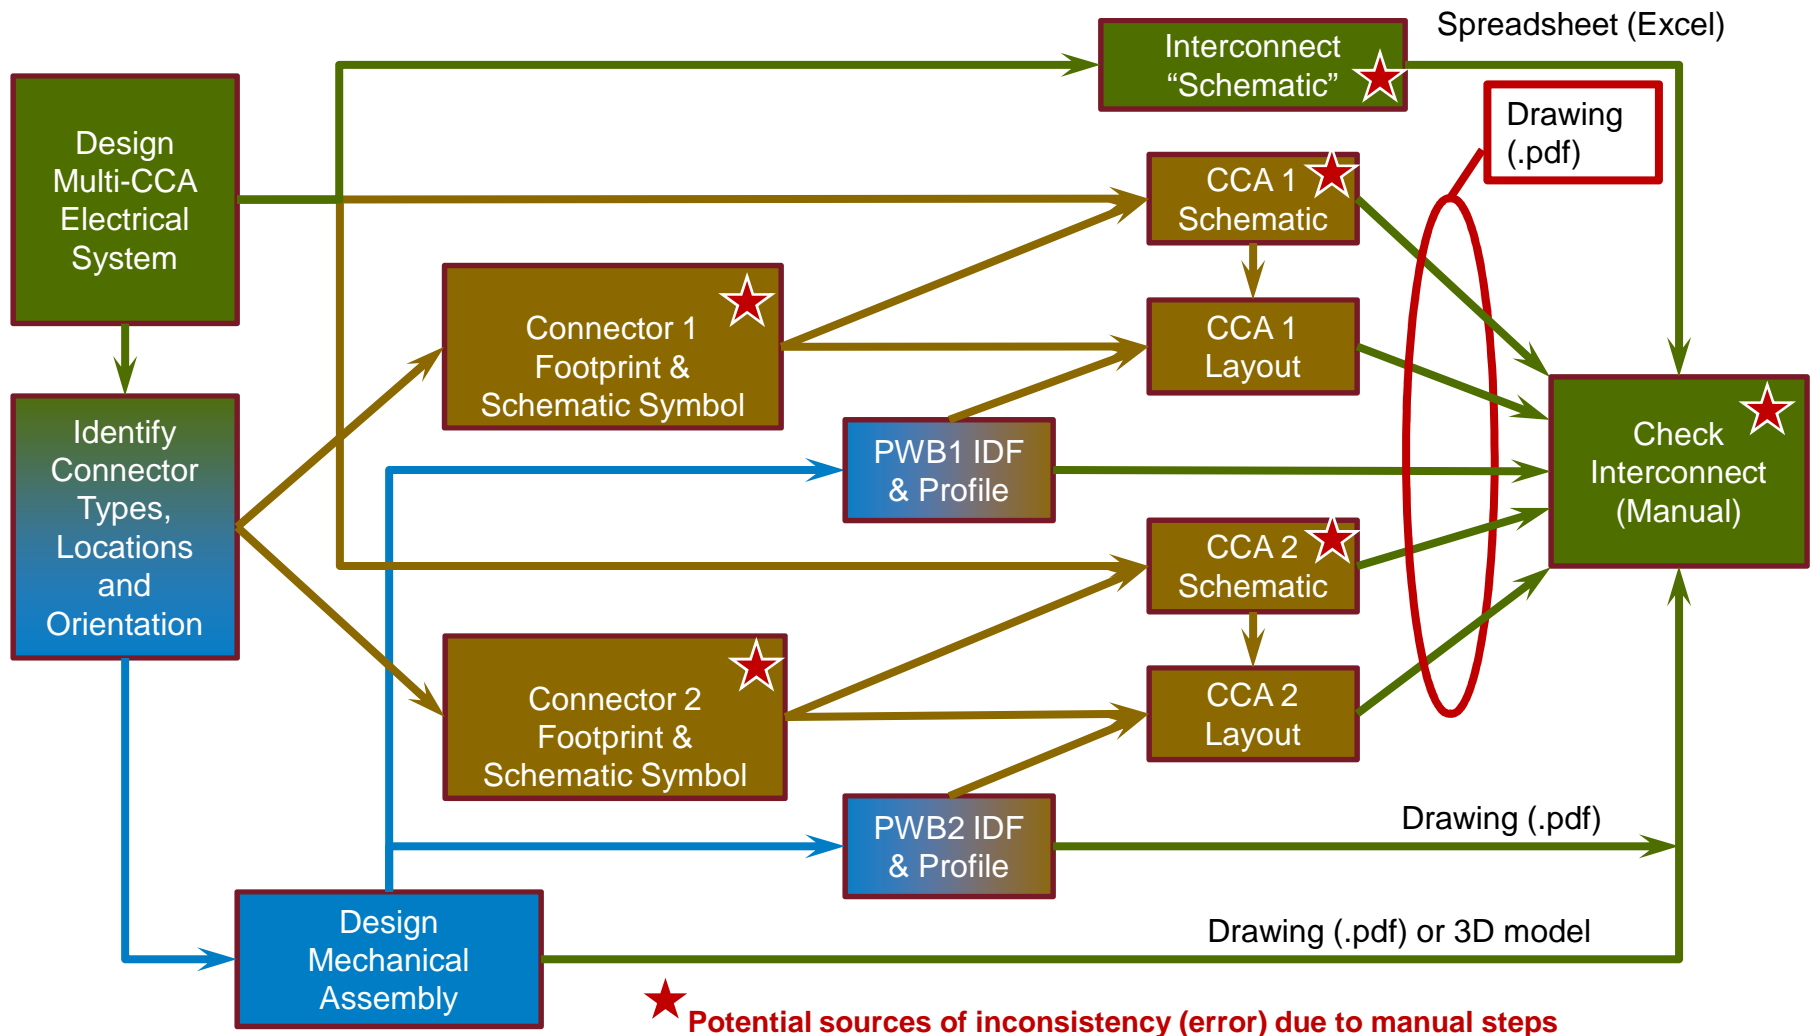 Spreadsheet (Excel)
Interconnect
“Schematic”
Drawing
(.pdf)
Design
Multi-CCA
Electrical
System
CCA 1
Schematic
Connector 1
Footprint &
Schematic Symbol
CCA 1
Layout
Identify
Connector
Types,
Locations
and
Orientation
PWB1 IDF
& Profile
Check
Interconnect
(Manual)
CCA 2
Schematic
Connector 2
Footprint &
Schematic Symbol
CCA 2
Layout
PWB2 IDF
& Profile
Drawing (.pdf)
Design
Mechanical
Assembly
Drawing (.pdf) or 3D model
Potential sources of inconsistency (error) due to manual steps